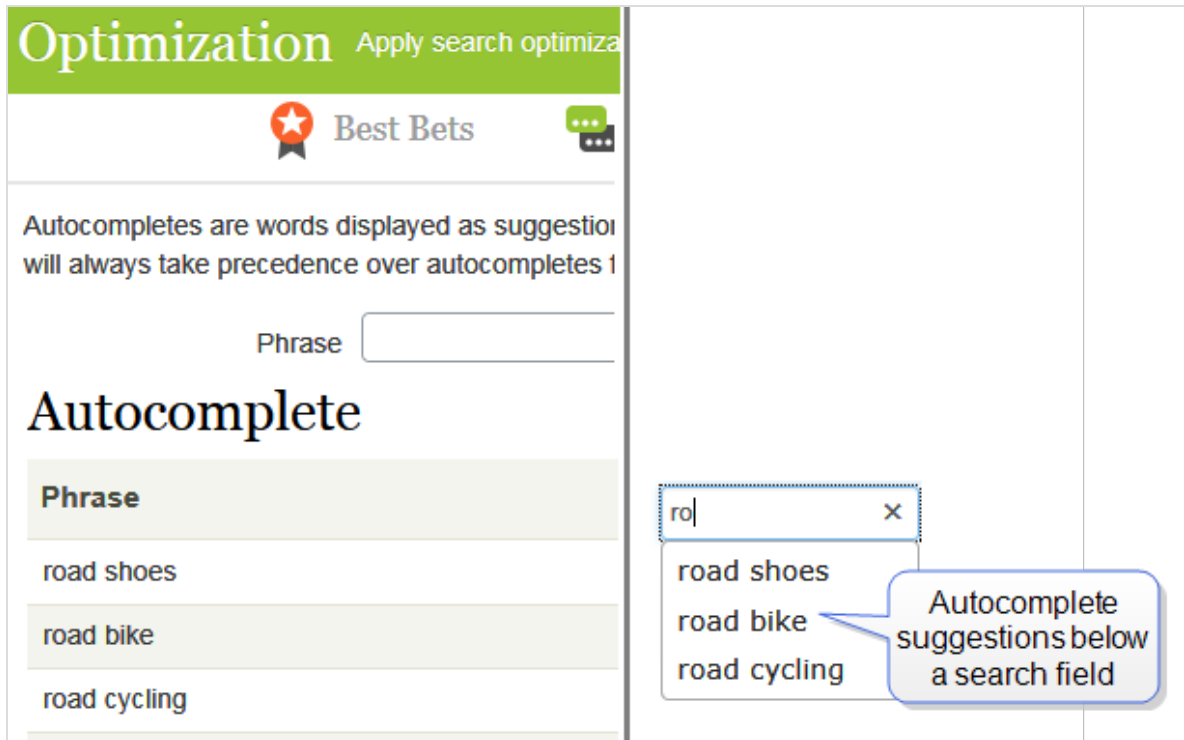 Optimization Apply search optimiza
Best Bets
Autocompletes are words displayed as suggestion
will always take precedence over autocompletes
Phrase
Autocomplete
Phrase
road shoes
road bike
road cycling
ro
road shoes
road bike
road cycling
Autocomplete
suggestions below
a search field